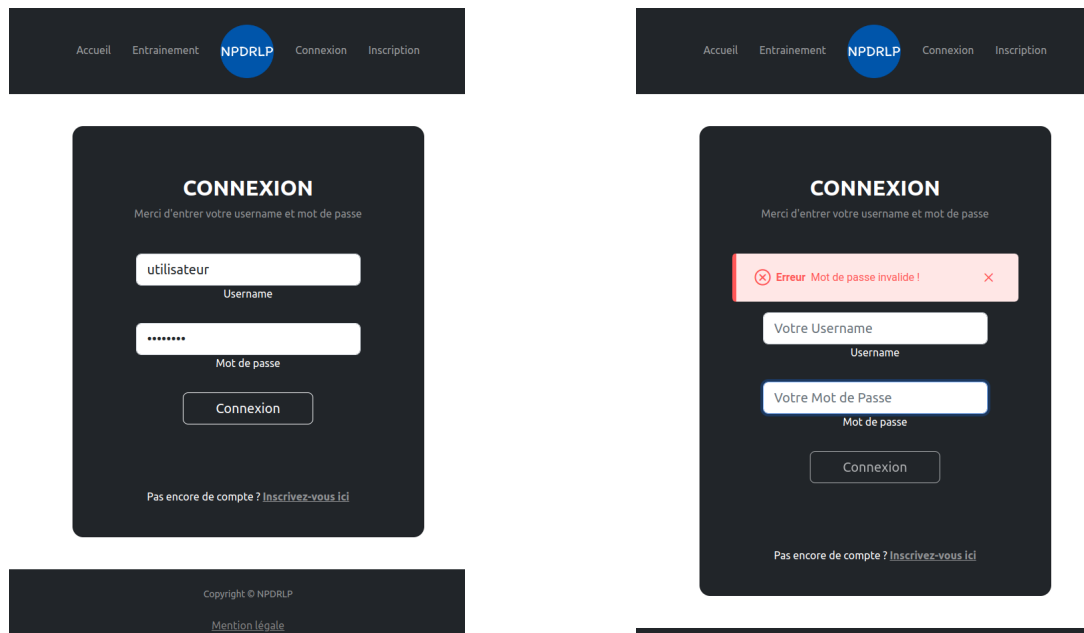 Accueil Entrainement NPDRLP Connexion Inscription
CONNEXION
Merci d'entrer votre username et mot de passe
utilisateur
Username
••••••••
Mot de passe
Connexion
Pas encore de compte ? Inscrivez-vous ici
Copyright © NPDRLP
Mention légale
Accueil Entrainement NPDRLP Connexion Inscription
CONNEXION
Merci d'entrer votre username et mot de passe
Erreur Mot de passe invalide !
Votre Username
Username
Votre Mot de Passe
Mot de passe
Connexion
Pas encore de compte ? Inscrivez-vous ici